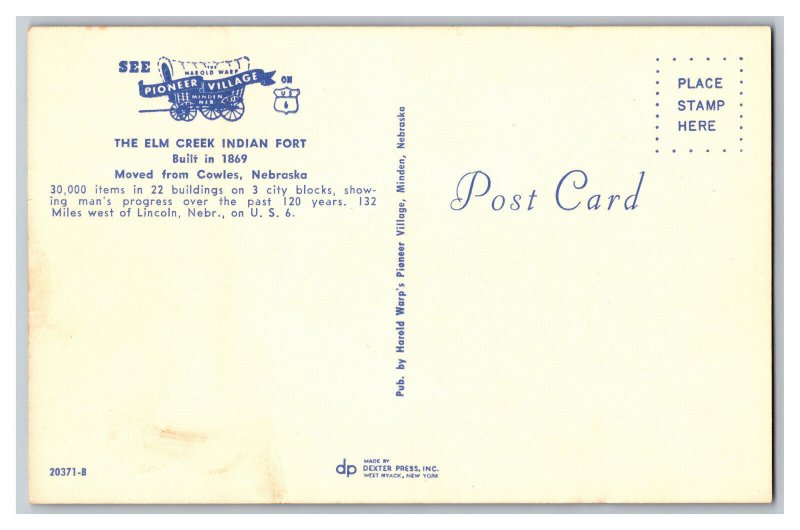 SEE
THE
HAROLD WARP
PIONEER VILLAGE
MINDEN
NEB
ON
US
6
THE ELM CREEK INDIAN FORT
Built in 1869
Moved from Cowles, Nebraska
30,000 items in 22 buildings on 3 city blocks, show-
ing man's progress over the past 120 years. 132
Miles west of Lincoln, Nebr., on U. S. 6.
Pub. by Harold Warp's Pioneer Village, Minden, Nebraska
PLACE
STAMP
HERE
Post Card
20371-B
dp
MADE BY
DEXTER PRESS, INC.
WEST NYACK, NEW YORK